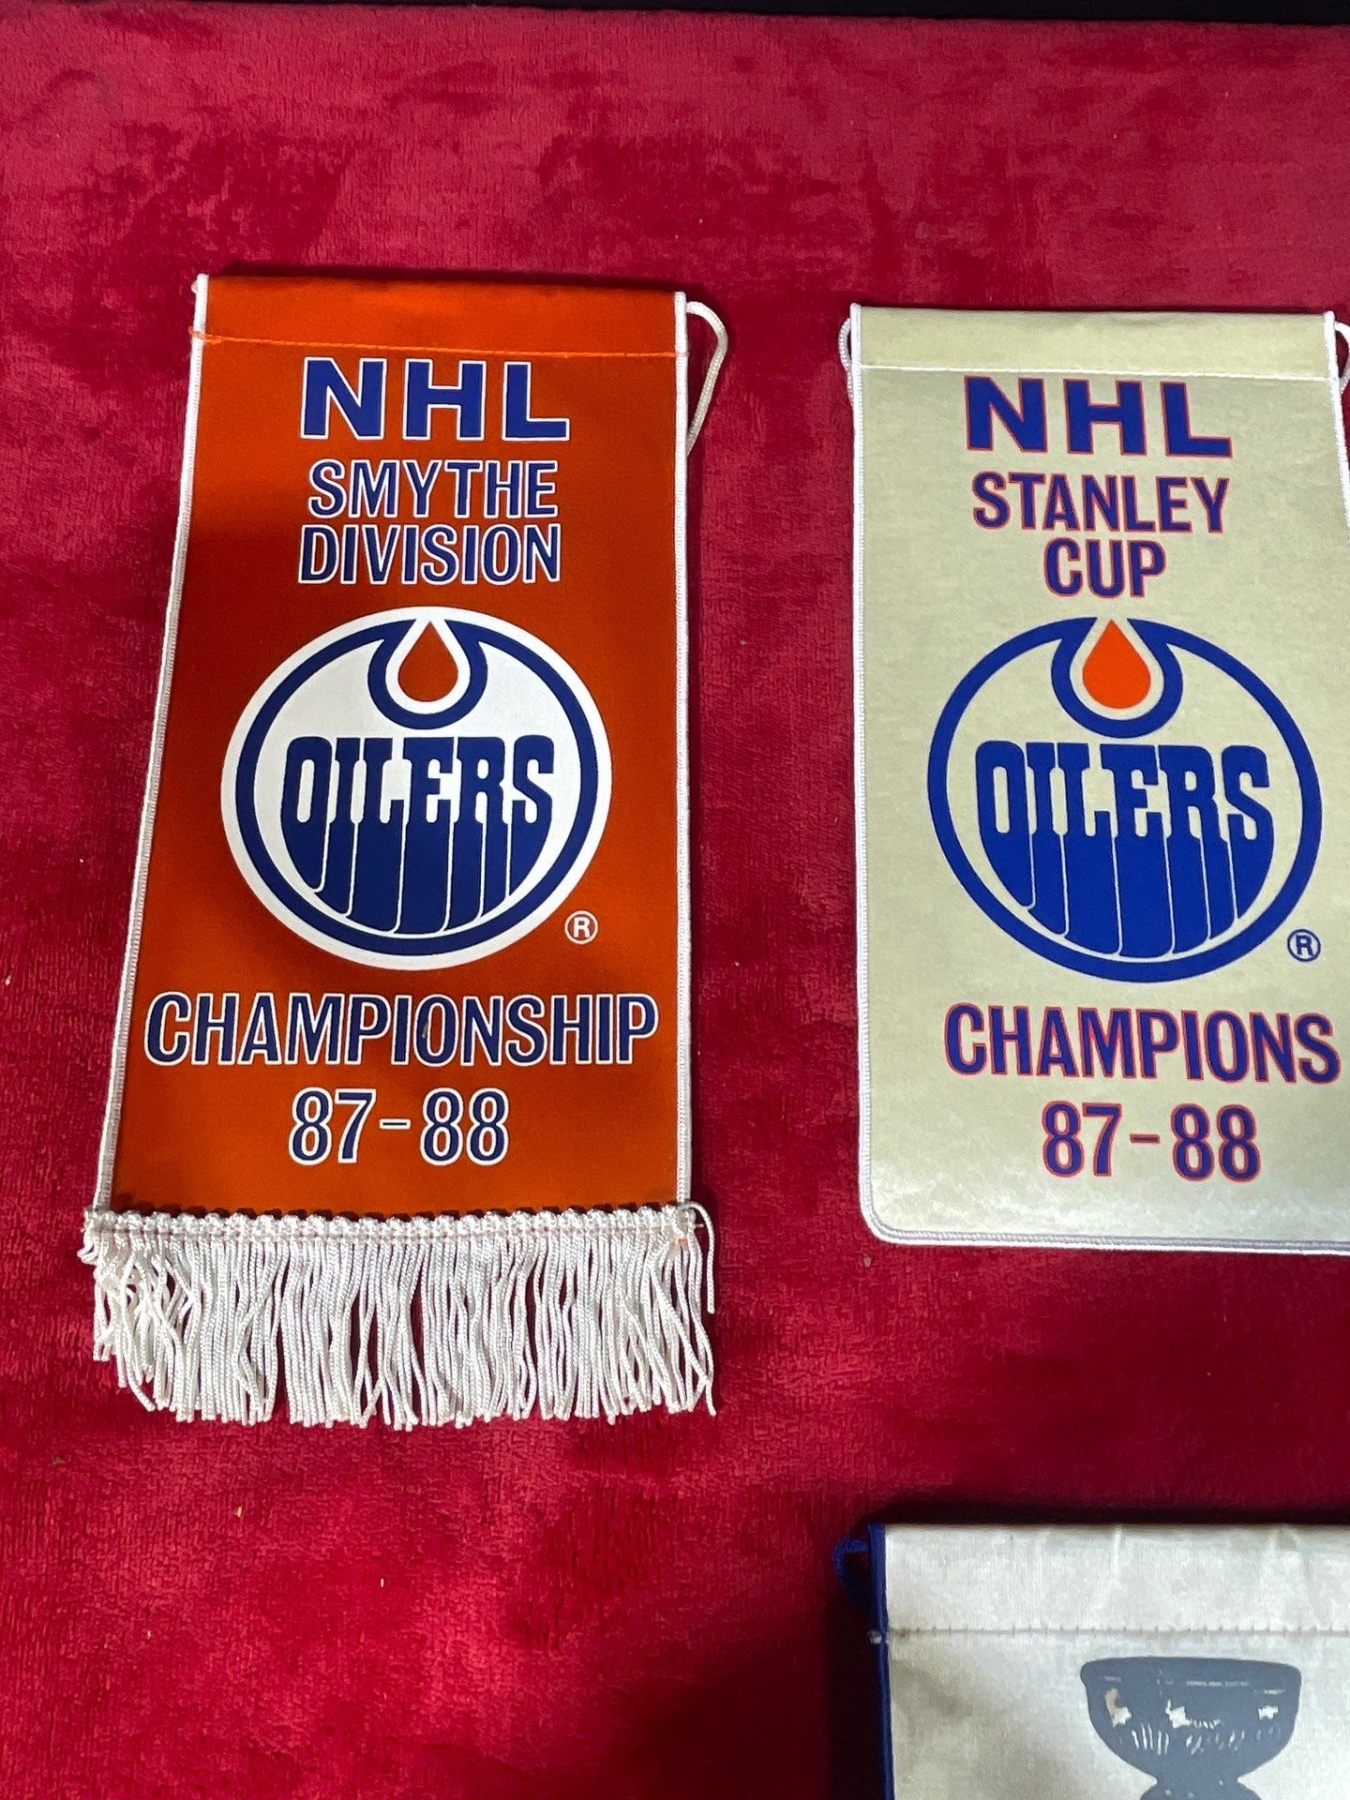 NHL
SMYTHE
DIVISION
OILERS
®
CHAMPIONSHIP
87-88
NHL
STANLEY
CUP
OILERS
®
CHAMPIONS
87-88